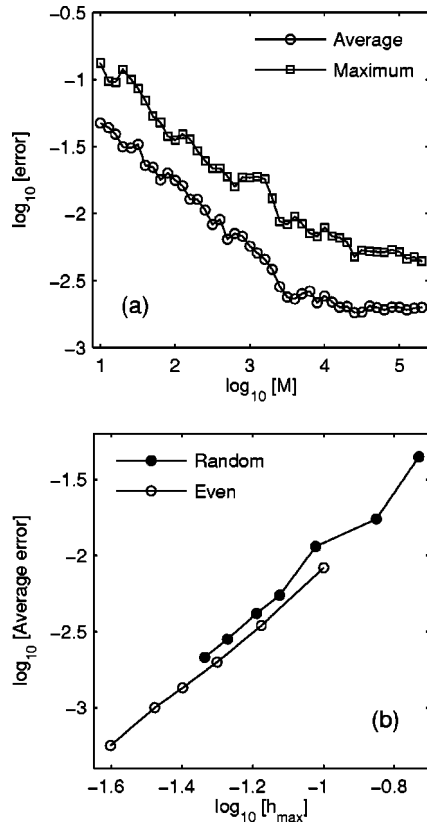 −0.5
−1
−1.5
−2
−2.5
−3
log10 [error]
Average
Maximum
(a)
1 2 3 4 5
log10 [M]
−1.5
−2
−2.5
−3
log10 [Average error]
Random
Even
(b)
−1.6 −1.4 −1.2 −1 −0.8
log10 [hmax]